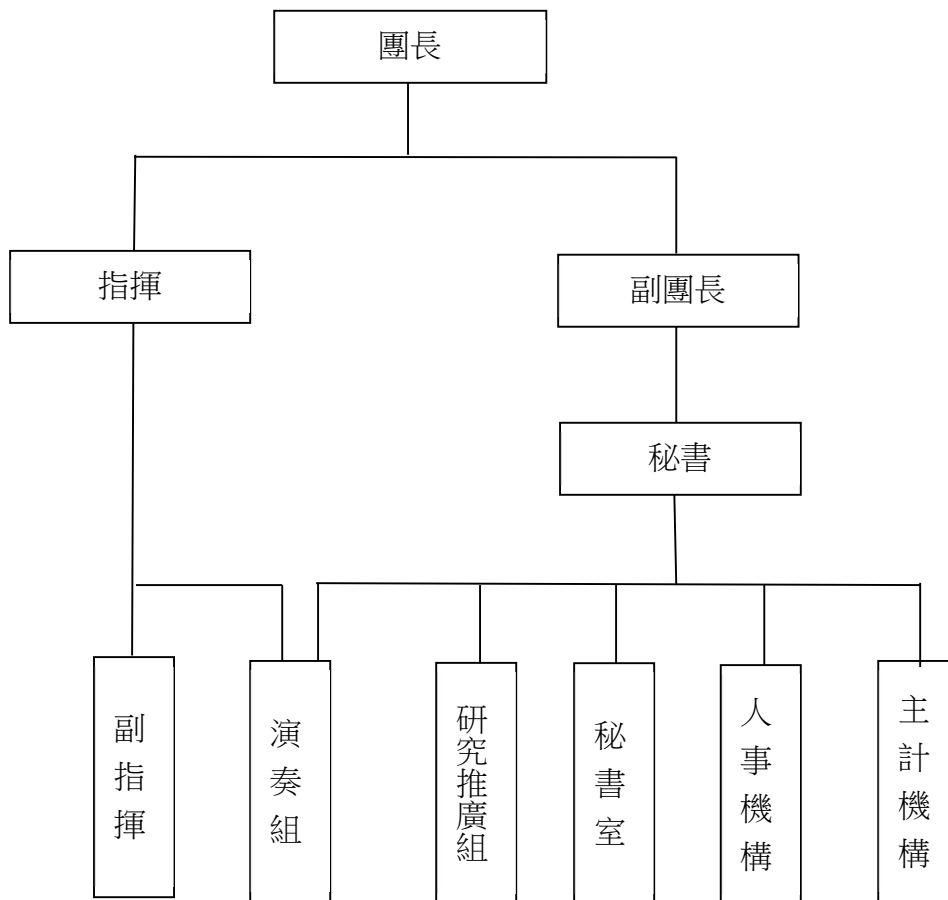 團長
指揮
副團長
秘書
副指揮
演奏組
研究推廣組
秘書室
人事機構
主計機構